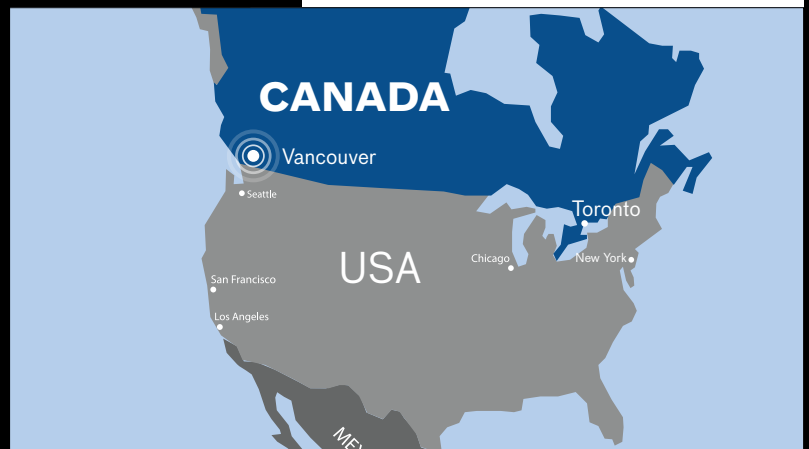 CANADA
Vancouver
Seattle
Toronto
USA
Chicago
New York
San Francisco
Los Angeles